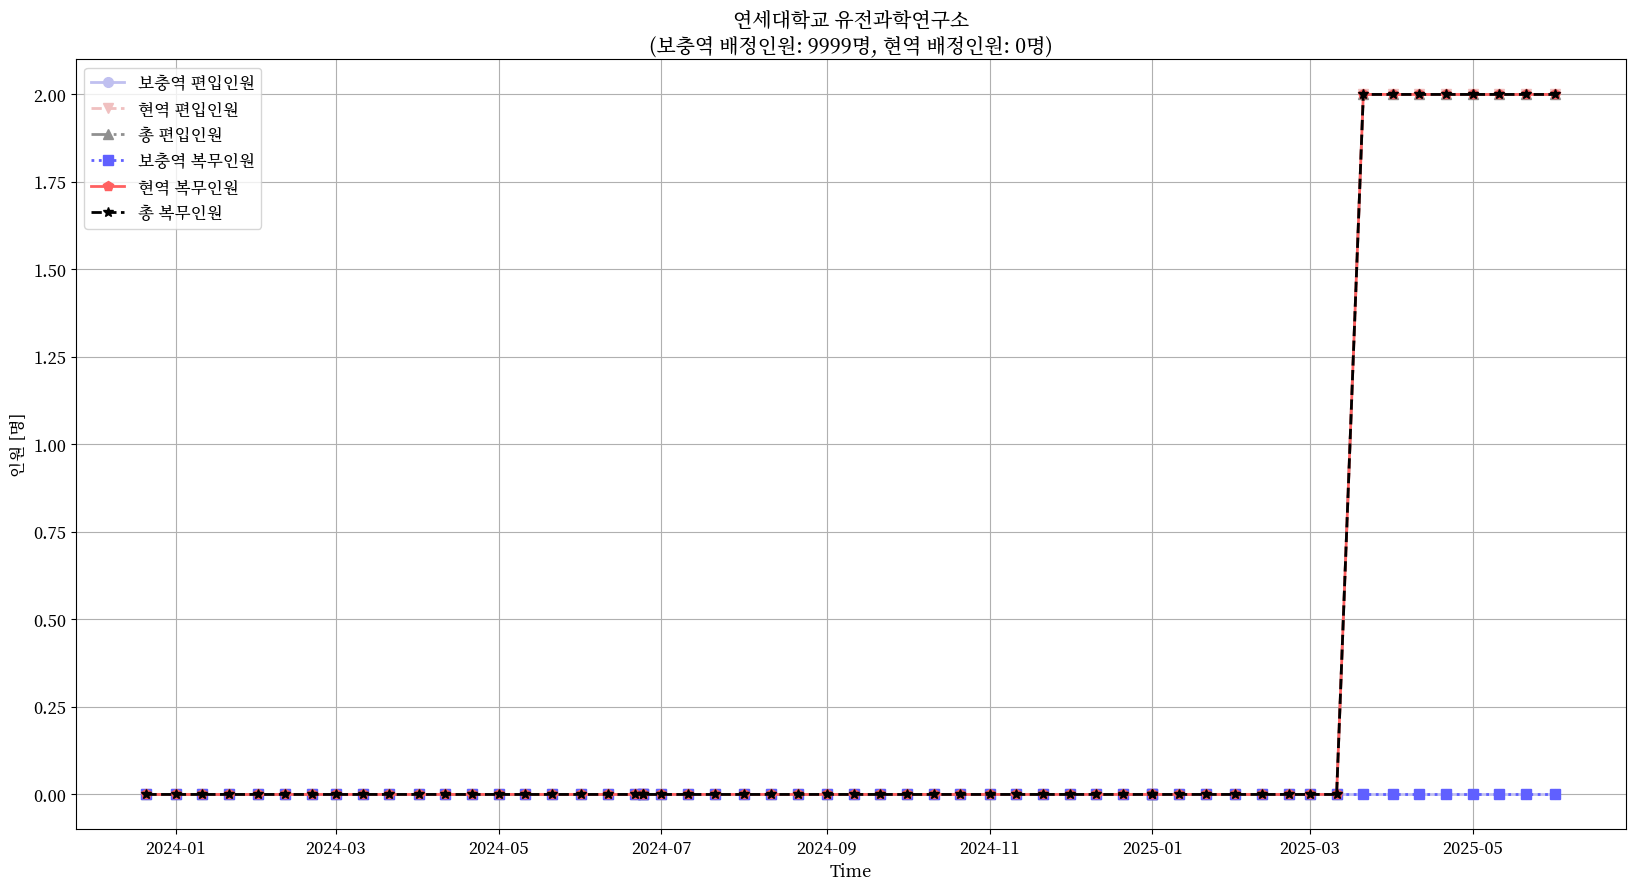 연세대학교 유전과학연구소
(보충역 배정인원: 9999명, 현역 배정인원: 0명)
보충역 편입인원
현역 편입인원
총 편입인원
보충역 복무인원
현역 복무인원
총 복무인원
2.00
1.75
1.50
1.25
1.00
0.75
0.50
0.25
0.00
인원 [명]
2024-01
2024-03
2024-05
2024-07
2024-09
2024-11
2025-01
2025-03
2025-05
Time